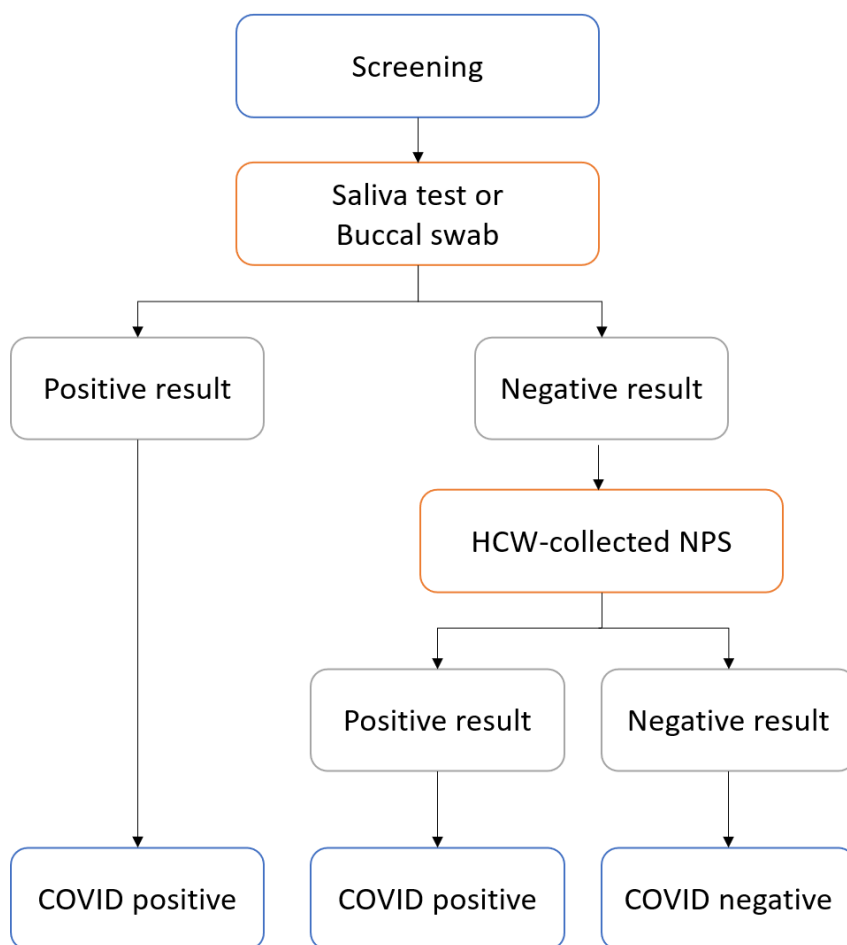 Screening
Saliva test or
Buccal swab
Positive result
Negative result
HCW-collected NPS
Positive result
Negative result
COVID positive
COVID positive
COVID negative